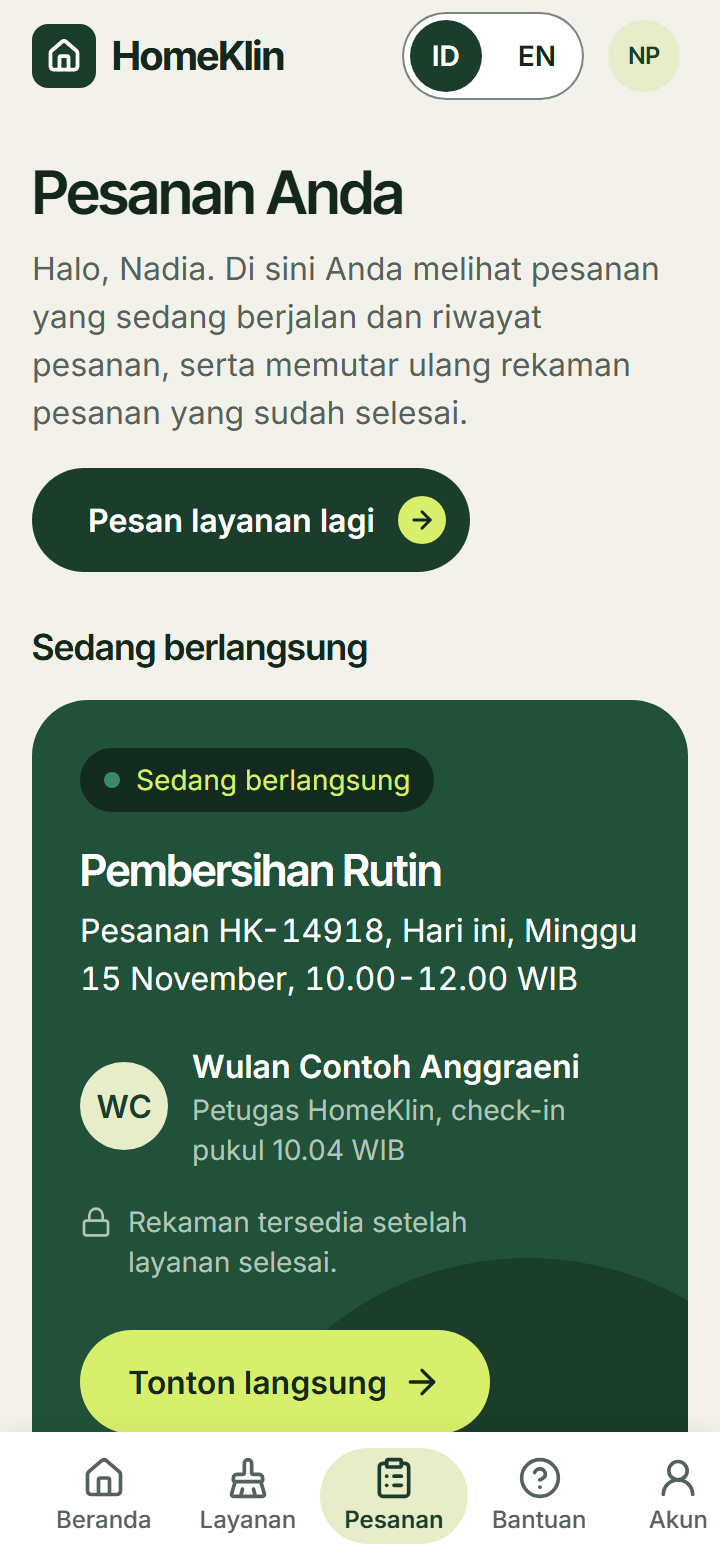 HomeKlin
ID
EN
NP
Pesanan Anda
Halo, Nadia. Di sini Anda melihat pesanan
yang sedang berjalan dan riwayat
pesanan, serta memutar ulang rekaman
pesanan yang sudah selesai.
Pesan layanan lagi
Sedang berlangsung
Sedang berlangsung
Pembersihan Rutin
Pesanan HK-14918, Hari ini, Minggu
15 November, 10.00-12.00 WIB
WC
Wulan Contoh Anggraeni
Petugas HomeKlin, check-in
pukul 10.04 WIB
Rekaman tersedia setelah
layanan selesai.
Tonton langsung
Beranda
Layanan
Pesanan
Bantuan
Akun